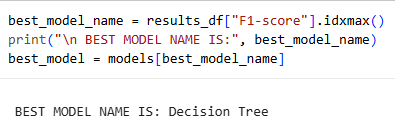 best_model_name = results_df["F1-score"].idxmax()
print("\n BEST MODEL NAME IS:", best_model_name)
best_model = models[best_model_name]
BEST MODEL NAME IS: Decision Tree